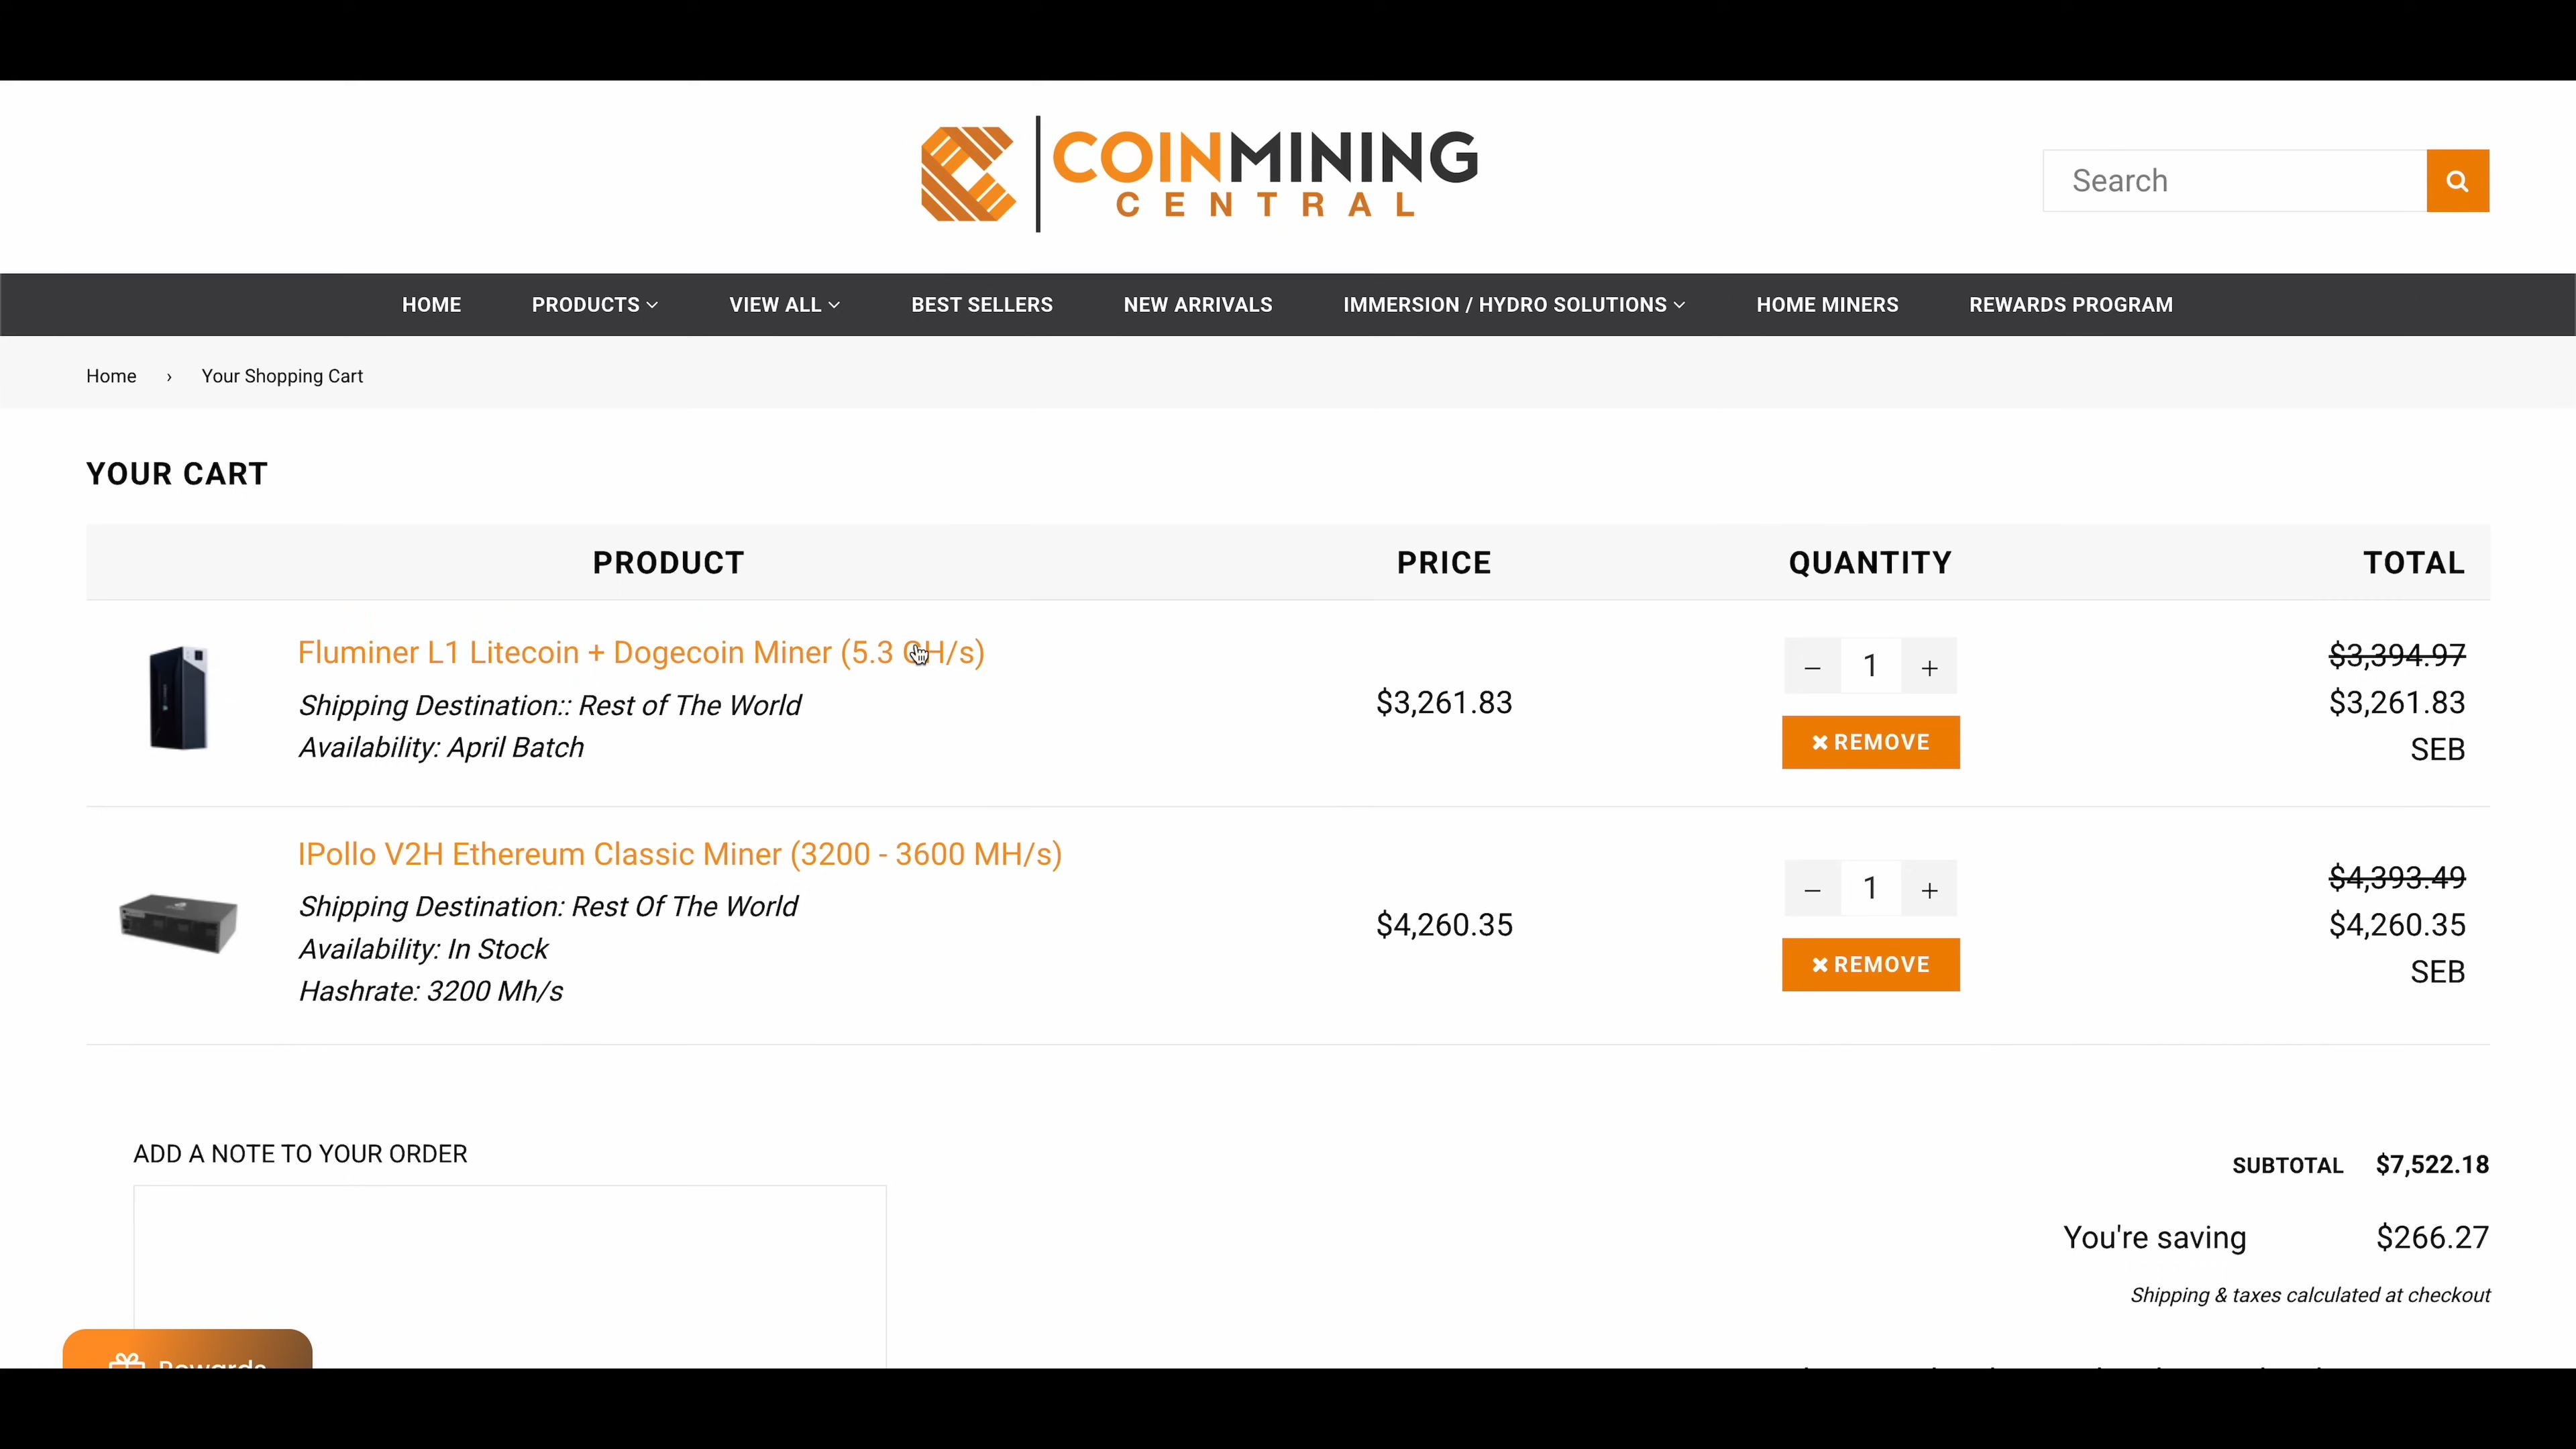 COINMINING
CENTRAL
Search
HOME PRODUCTS VIEW ALL BEST SELLERS NEW ARRIVALS IMMERSION / HYDRO SOLUTIONS HOME MINERS REWARDS PROGRAM
Home › Your Shopping Cart
YOUR CART
PRODUCT PRICE QUANTITY TOTAL
Fluminer L1 Litecoin + Dogecoin Miner (5.3 GH/s)
Shipping Destination:: Rest of The World
Availability: April Batch
$3,261.83
− 1 +
REMOVE
$3,394.97
$3,261.83
SEB
IPollo V2H Ethereum Classic Miner (3200 - 3600 MH/s)
Shipping Destination: Rest Of The World
Availability: In Stock
Hashrate: 3200 Mh/s
$4,260.35
− 1 +
REMOVE
$4,393.49
$4,260.35
SEB
ADD A NOTE TO YOUR ORDER
SUBTOTAL $7,522.18
You're saving $266.27
Shipping & taxes calculated at checkout
Rewards